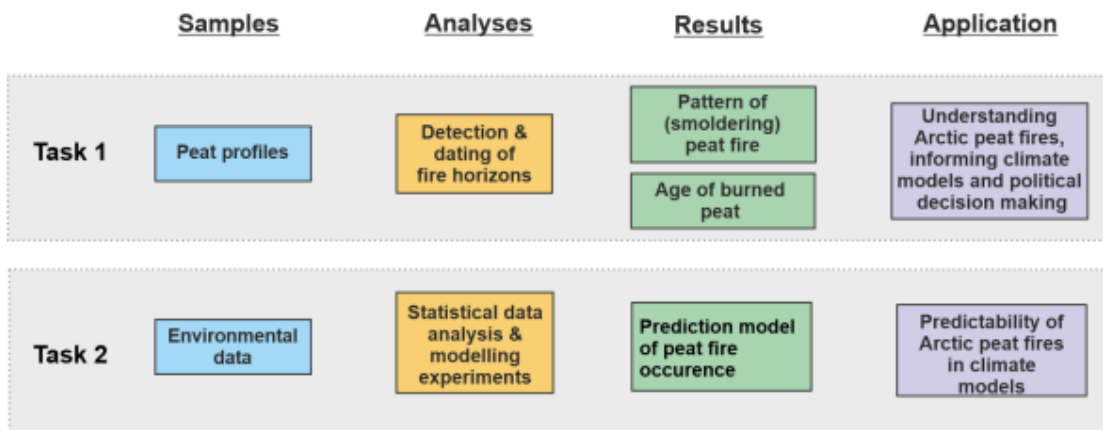 Samples
Analyses
Results
Application
Task 1
Peat profiles
Detection &
dating of
fire horizons
Pattern of
(smoldering)
peat fire
Age of burned
peat
Understanding
Arctic peat fires,
informing climate
models and political
decision making
Task 2
Environmental
data
Statistical data
analysis &
modelling
experiments
Prediction model
of peat fire
occurence
Predictability of
Arctic peat fires
in climate
models